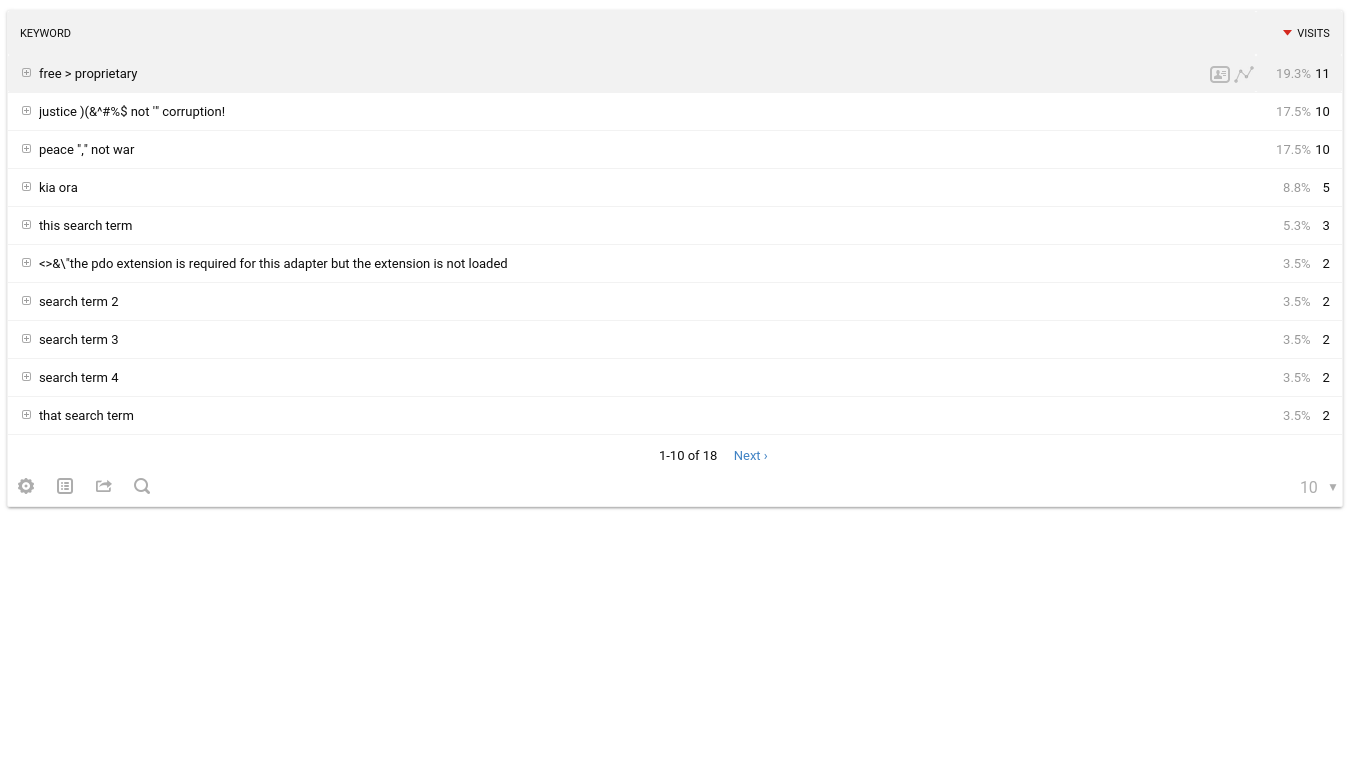 KEYWORD VISITS
free > proprietary 19.3% 11
justice )(&^#%$ not '" corruption! 17.5% 10
peace "," not war 17.5% 10
kia ora 8.8% 5
this search term 5.3% 3
<>&\"the pdo extension is required for this adapter but the extension is not loaded 3.5% 2
search term 2 3.5% 2
search term 3 3.5% 2
search term 4 3.5% 2
that search term 3.5% 2
1-10 of 18 Next ›
10